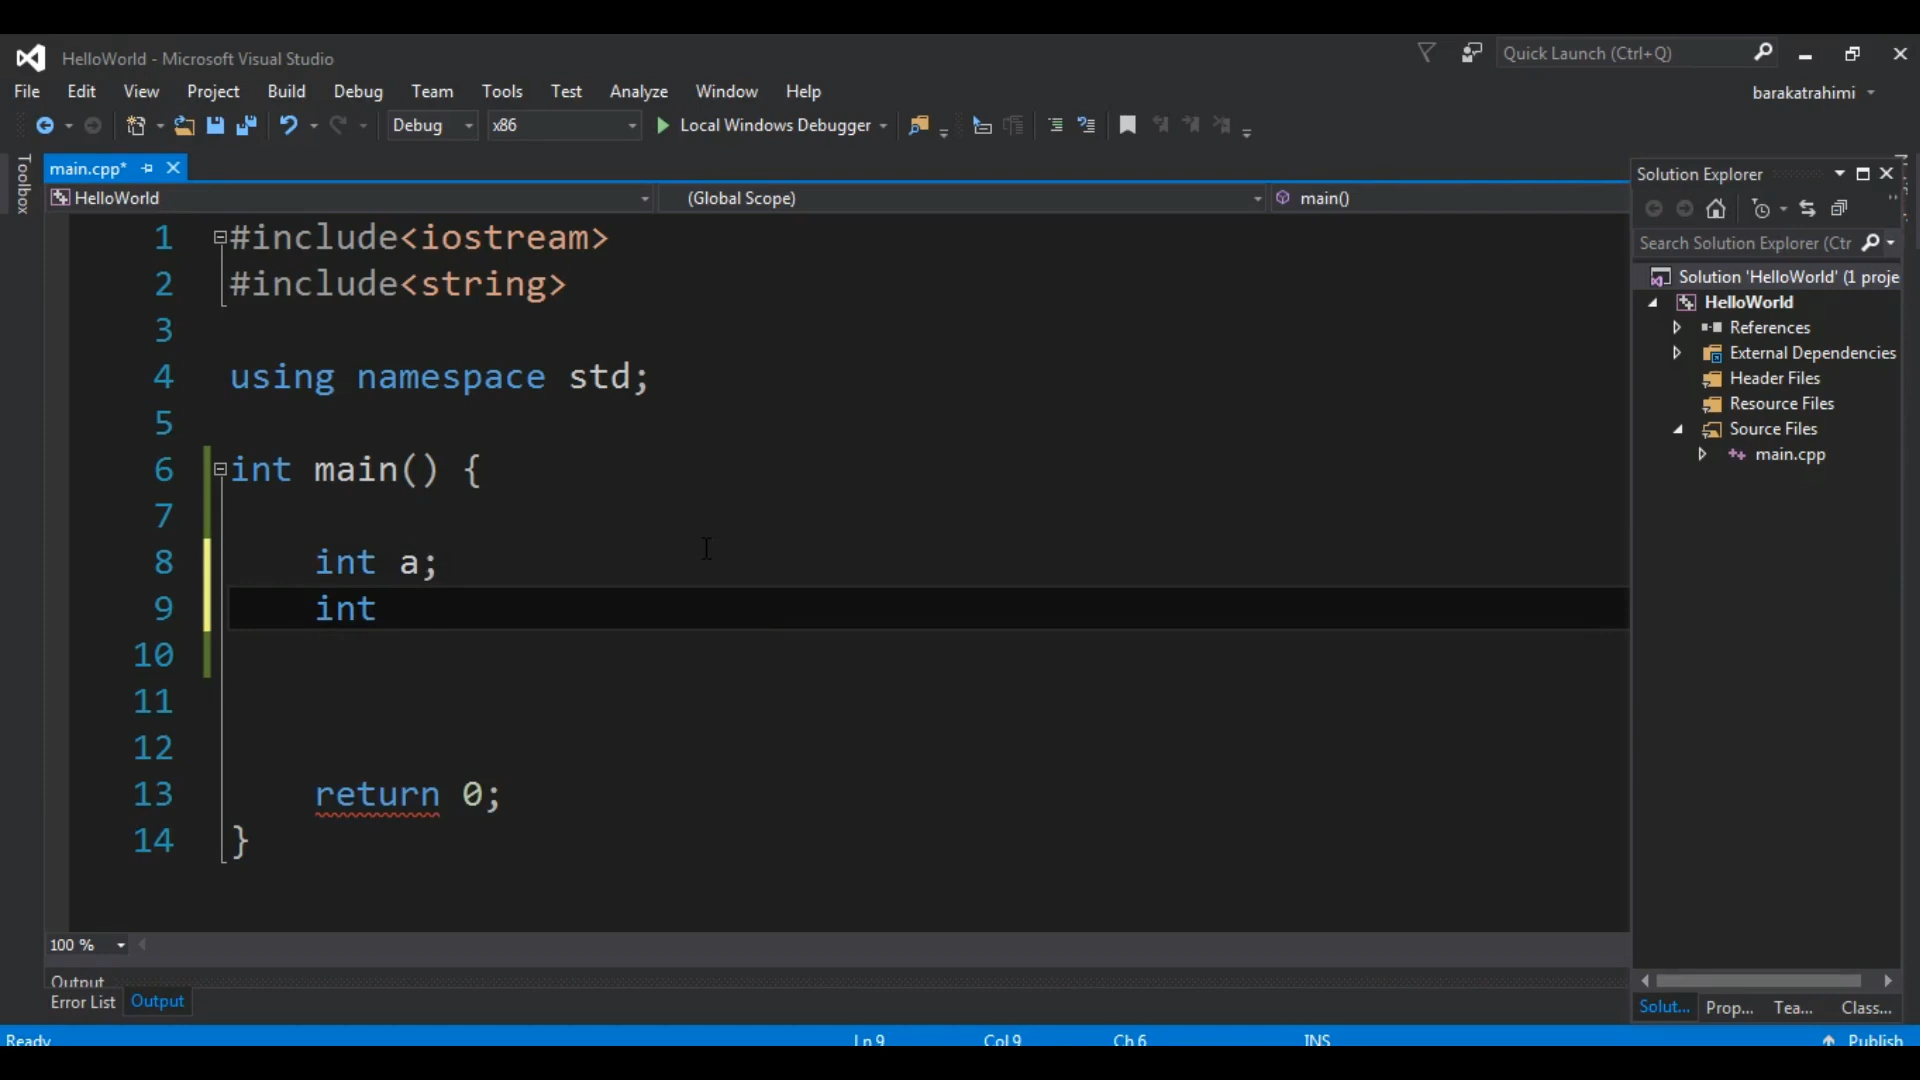 HelloWorld - Microsoft Visual Studio
Quick Launch (Ctrl+Q)
File Edit View Project Build Debug Team Tools Test Analyze Window Help
barakatrahimi
Debug x86 Local Windows Debugger
Toolbox
main.cpp*
HelloWorld (Global Scope) main()
1 #include<iostream>
2 #include<string>
3
4 using namespace std;
5
6 int main() {
7
8 int a;
9 int
10
11
12
13 return 0;
14 }
100 %
Output
Error List Output
Solution Explorer
Search Solution Explorer (Ctr
Solution 'HelloWorld' (1 proje
HelloWorld
References
External Dependencies
Header Files
Resource Files
Source Files
main.cpp
Solut... Prop... Tea... Class...
Ready Ln 9 Col 9 Ch 6 INS Publish